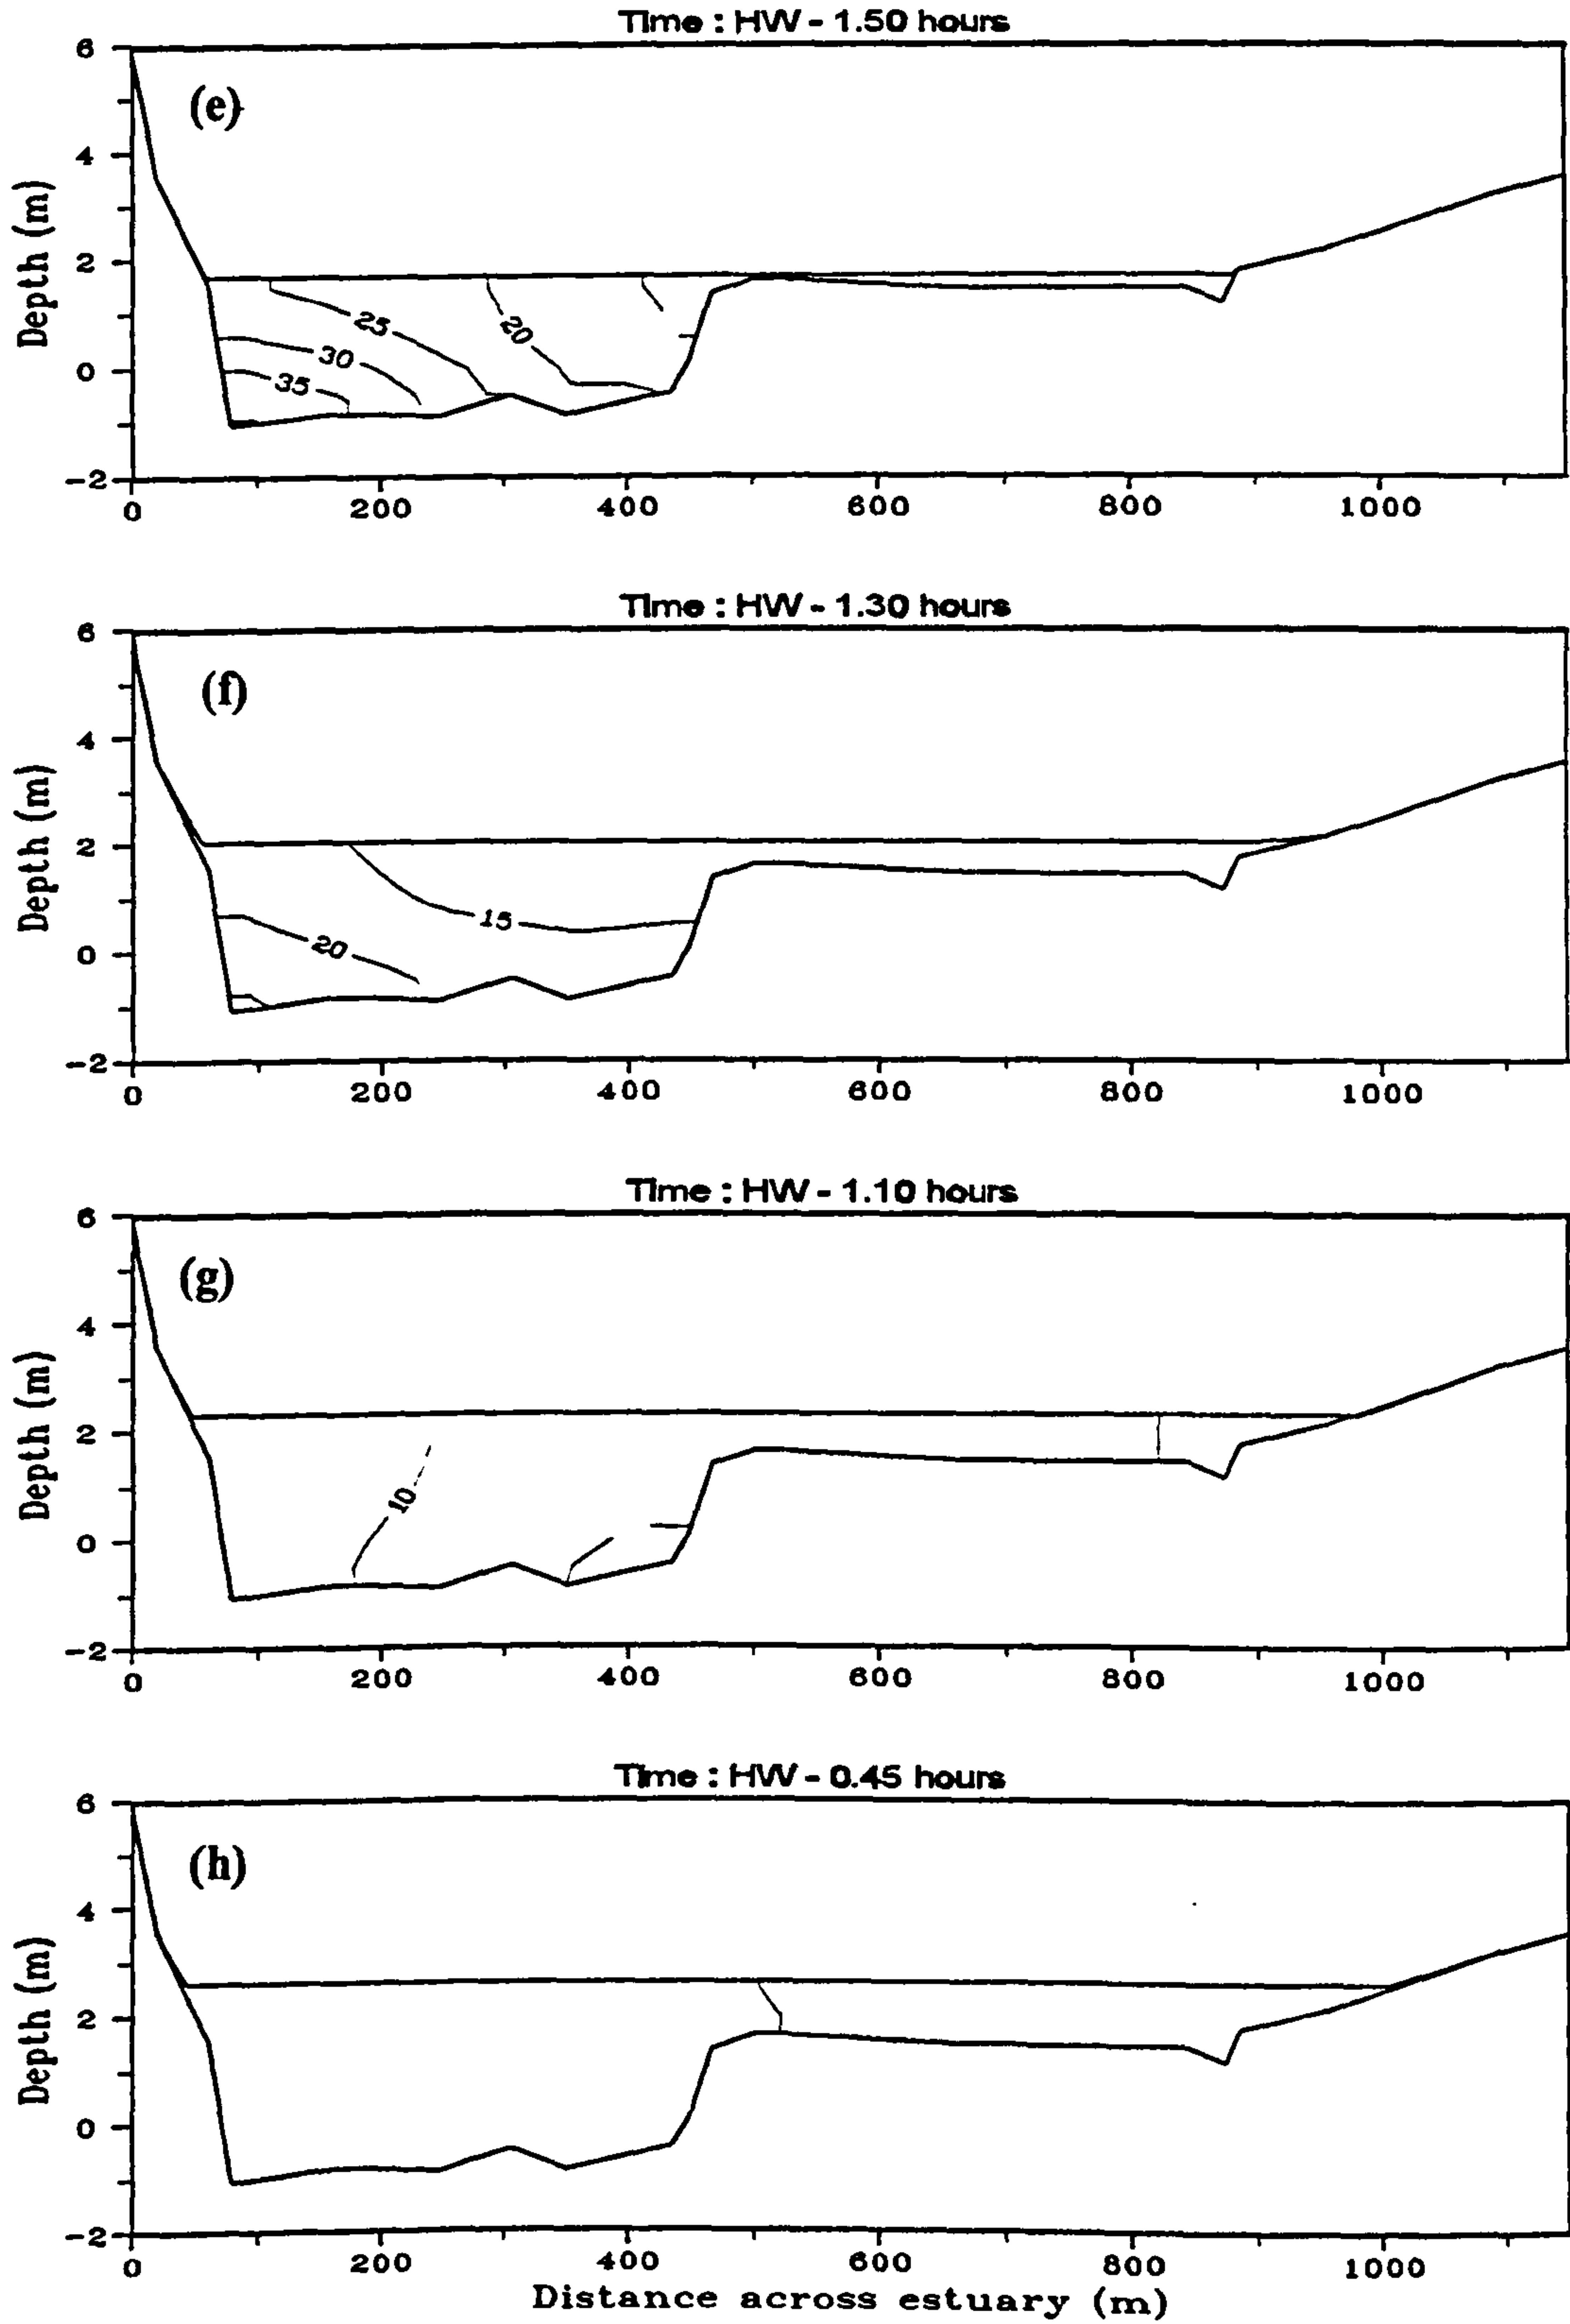 Time : HW - 1.50 hours
(e)
Depth (m)
6
4
2
0
-2
25
20
30
35
0 200 400 600 800 1000
Time : HW - 1.30 hours
(f)
Depth (m)
6
4
2
0
-2
15
20
0 200 400 600 800 1000
Time : HW - 1.10 hours
(g)
Depth (m)
6
4
2
0
-2
10
0 200 400 600 800 1000
Time : HW - 0.45 hours
(h)
Depth (m)
6
4
2
0
-2
0 200 400 600 800 1000
Distance across estuary (m)